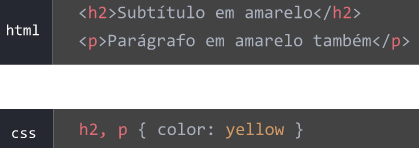 html
<h2>Subtítulo em amarelo</h2>
<p>Parágrafo em amarelo também</p>
css
h2, p { color: yellow }